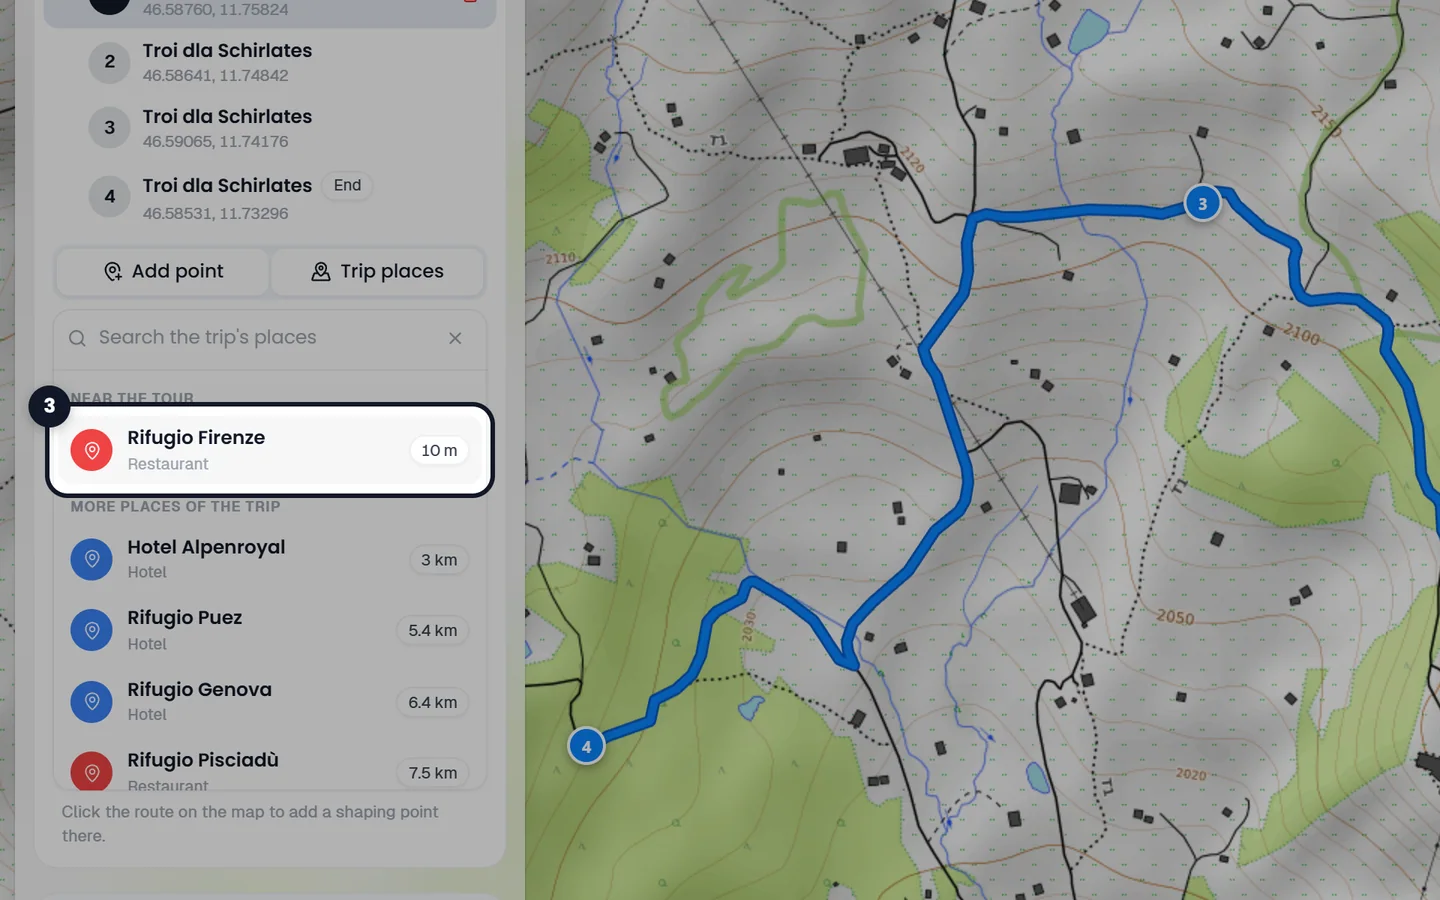 46.58760, 11.75824
2
Troi dla Schirlates
46.58641, 11.74842
3
Troi dla Schirlates
46.59065, 11.74176
4
Troi dla Schirlates
End
46.58531, 11.73296
Add point
Trip places
Search the trip's places
NEAR THE TOUR
3
Rifugio Firenze
Restaurant
10 m
MORE PLACES OF THE TRIP
Hotel Alpenroyal
Hotel
3 km
Rifugio Puez
Hotel
5.4 km
Rifugio Genova
Hotel
6.4 km
Rifugio Pisciadù
Restaurant
7.5 km
Click the route on the map to add a shaping point
there.
2150
T1
2120
3
2110
2100
T1
2050
2030
4
2020
T1